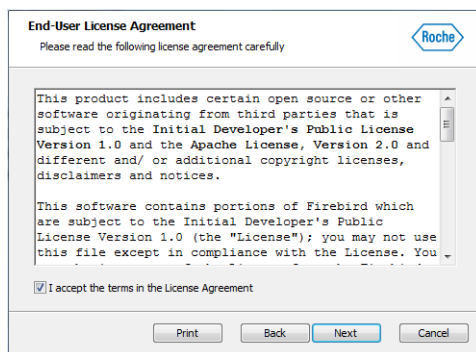 End-User License Agreement
Please read the following license agreement carefully
Roche
This product includes certain open source or other
software originating from third parties that is
subject to the Initial Developer's Public License
Version 1.0 and the Apache License, Version 2.0 and
different and/ or additional copyright licenses,
disclaimers and notices.
This software contains portions of Firebird which
are subject to the Initial Developer's Public
License Version 1.0 (the "License"); you may not use
this file except in compliance with the License. You
I accept the terms in the License Agreement
Print
Back
Next
Cancel